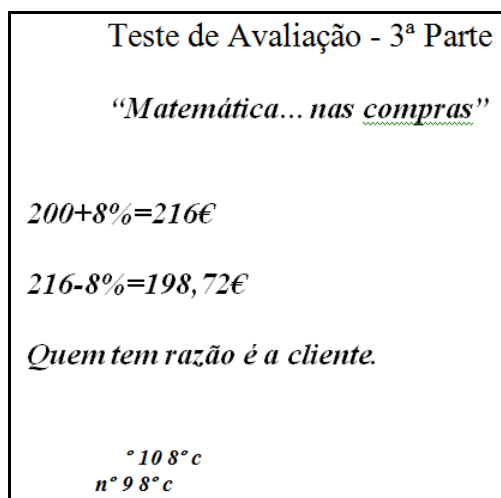 Teste de Avaliação - 3ª Parte
“Matemática... nas compras”
200+8%=216€
216-8%=198,72€
Quem tem razão é a cliente.
° 10 8° c
n° 9 8° c